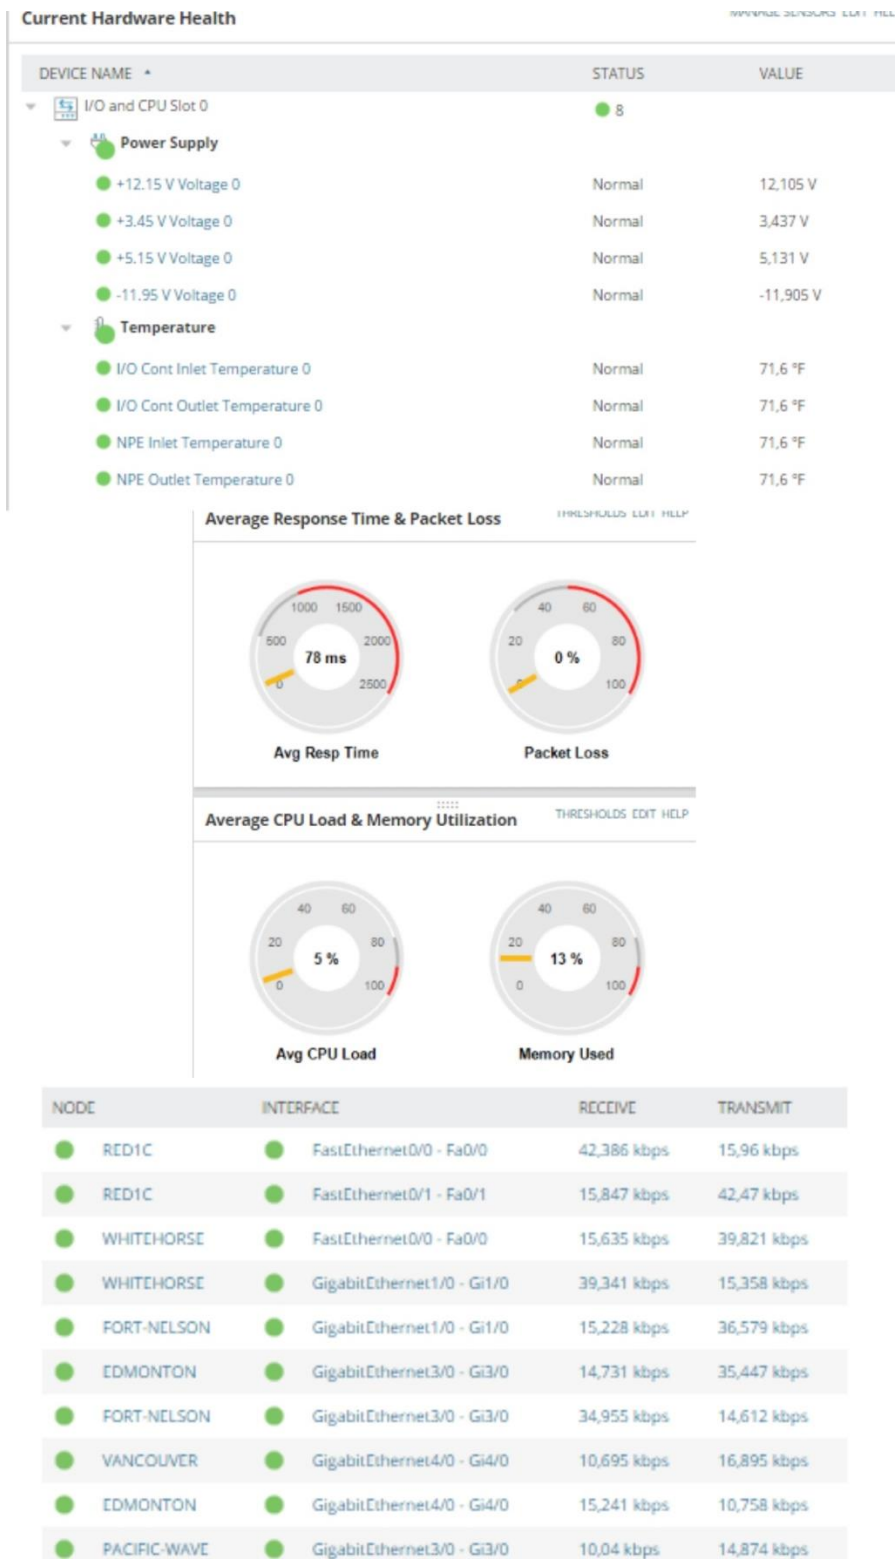 Current Hardware Health
MANAGE SENSORS EDIT HELP
DEVICE NAME STATUS VALUE
I/O and CPU Slot 0 8
Power Supply
+12.15 V Voltage 0 Normal 12,105 V
+3.45 V Voltage 0 Normal 3,437 V
+5.15 V Voltage 0 Normal 5,131 V
-11.95 V Voltage 0 Normal -11,905 V
Temperature
I/O Cont Inlet Temperature 0 Normal 71,6 °F
I/O Cont Outlet Temperature 0 Normal 71,6 °F
NPE Inlet Temperature 0 Normal 71,6 °F
NPE Outlet Temperature 0 Normal 71,6 °F
Average Response Time & Packet Loss THRESHOLDS EDIT HELP
0 500 1000 1500 2000 2500
78 ms
Avg Resp Time
20 40 60 80 100
0 %
Packet Loss
Average CPU Load & Memory Utilization THRESHOLDS EDIT HELP
0 20 40 60 80 100
5 %
Avg CPU Load
0 20 40 60 80 100
13 %
Memory Used
NODE INTERFACE RECEIVE TRANSMIT
RED1C FastEthernet0/0 - Fa0/0 42,386 kbps 15,96 kbps
RED1C FastEthernet0/1 - Fa0/1 15,847 kbps 42,47 kbps
WHITEHORSE FastEthernet0/0 - Fa0/0 15,635 kbps 39,821 kbps
WHITEHORSE GigabitEthernet1/0 - Gi1/0 39,341 kbps 15,358 kbps
FORT-NELSON GigabitEthernet1/0 - Gi1/0 15,228 kbps 36,579 kbps
EDMONTON GigabitEthernet3/0 - Gi3/0 14,731 kbps 35,447 kbps
FORT-NELSON GigabitEthernet3/0 - Gi3/0 34,955 kbps 14,612 kbps
VANCOUVER GigabitEthernet4/0 - Gi4/0 10,695 kbps 16,895 kbps
EDMONTON GigabitEthernet4/0 - Gi4/0 15,241 kbps 10,758 kbps
PACIFIC-WAVE GigabitEthernet3/0 - Gi3/0 10,04 kbps 14,874 kbps